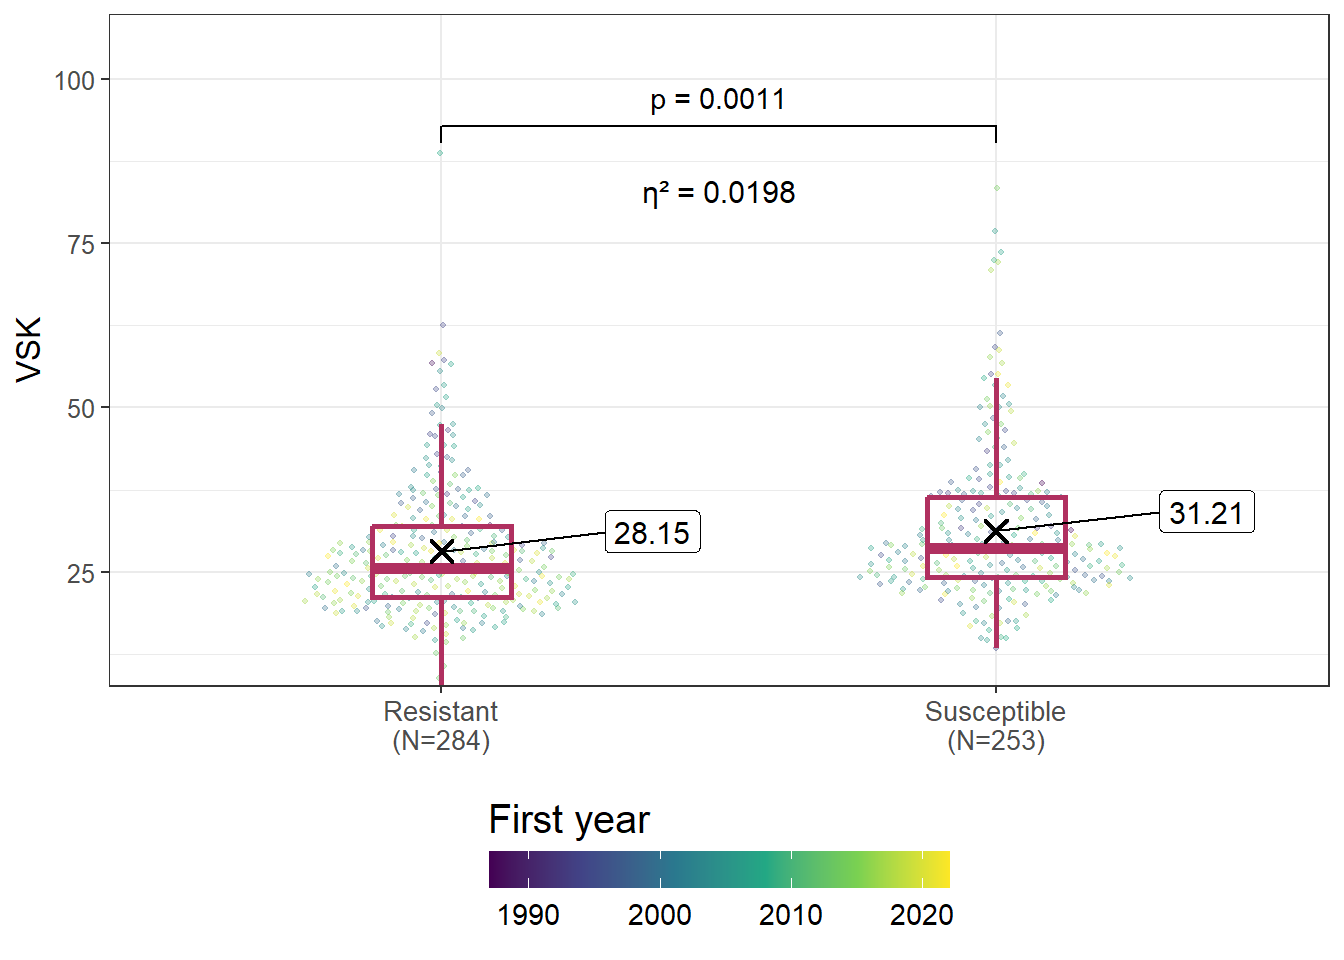 100
75
50
25
VSK
p = 0.0011
η² = 0.0198
28.15
31.21
Resistant
(N=284)
Susceptible
(N=253)
First year
1990 2000 2010 2020